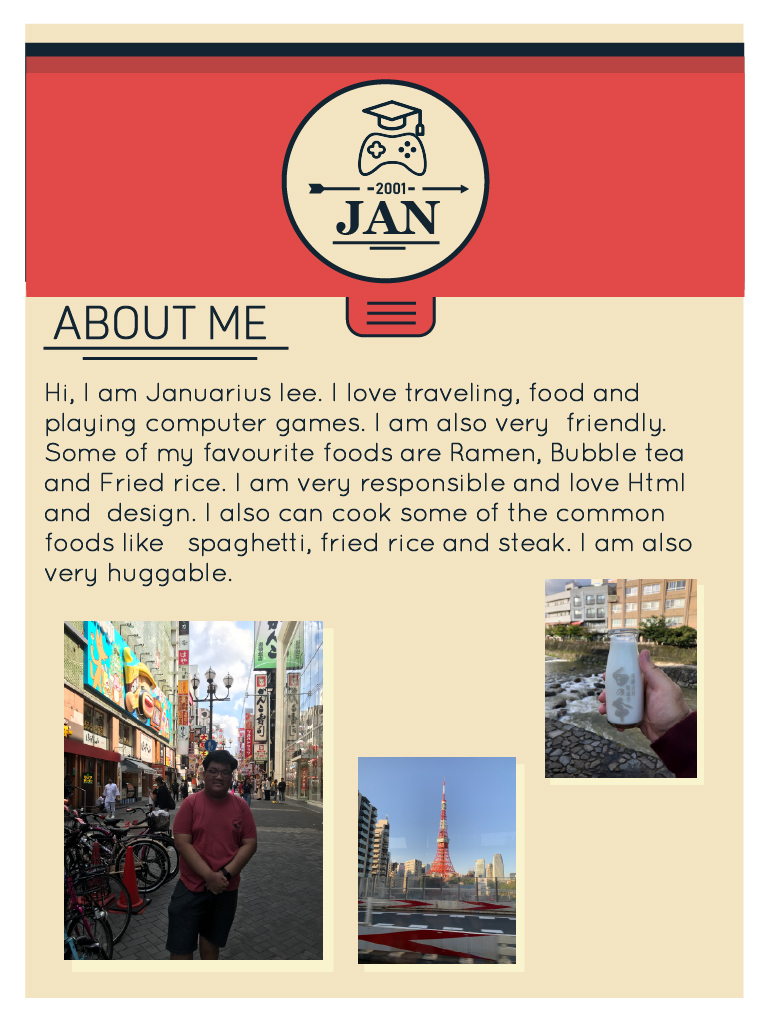 -2001-
JAN
ABOUT ME
Hi, I am Januarius lee. I love traveling, food and
playing computer games. I am also very friendly.
Some of my favourite foods are Ramen, Bubble tea
and Fried rice. I am very responsible and love Html
and design. I also can cook some of the common
foods like spaghetti, fried rice and steak. I am also
very huggable.